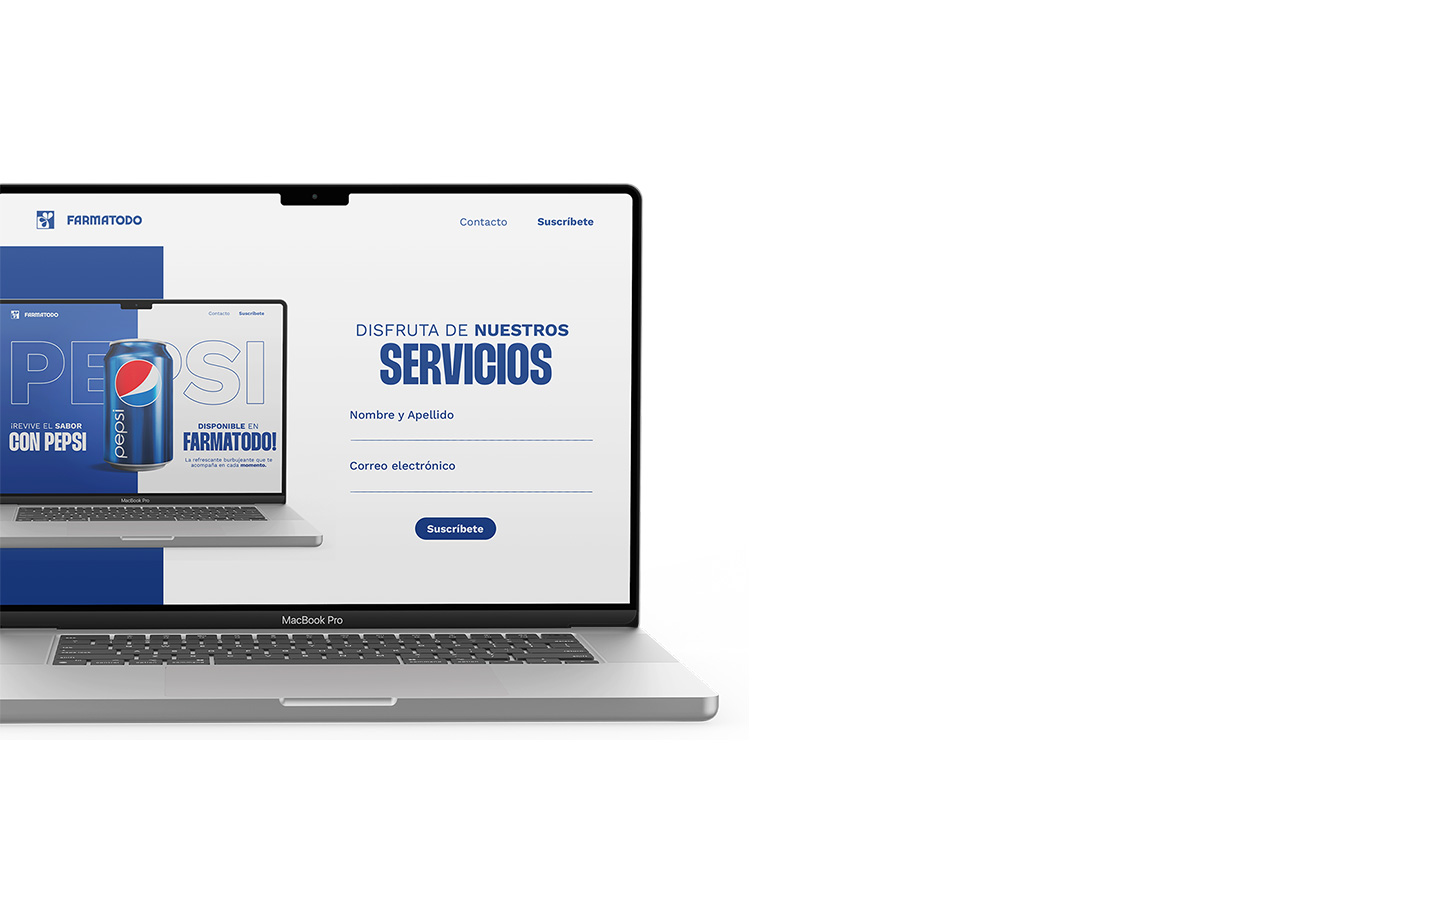 FARMATODO
Contacto
Suscríbete
FARMATODO
Contacto
Suscríbete
PEPSI
pepsi
¡REVIVE EL SABOR
CON PEPSI
DISPONIBLE EN
FARMATODO!
La refrescante burbujeante que te
acompaña en cada momento.
MacBook Pro
DISFRUTA DE NUESTROS
SERVICIOS
Nombre y Apellido
Correo electrónico
Suscríbete
MacBook Pro